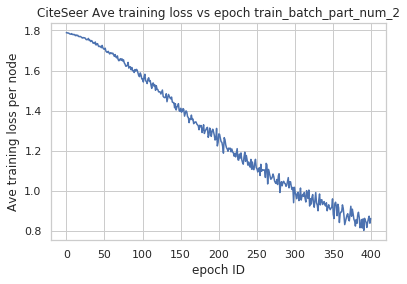 CiteSeer Ave training loss vs epoch train_batch_part_num_2
Ave training loss per node
1.8
1.6
1.4
1.2
1.0
0.8
0 50 100 150 200 250 300 350 400
epoch ID